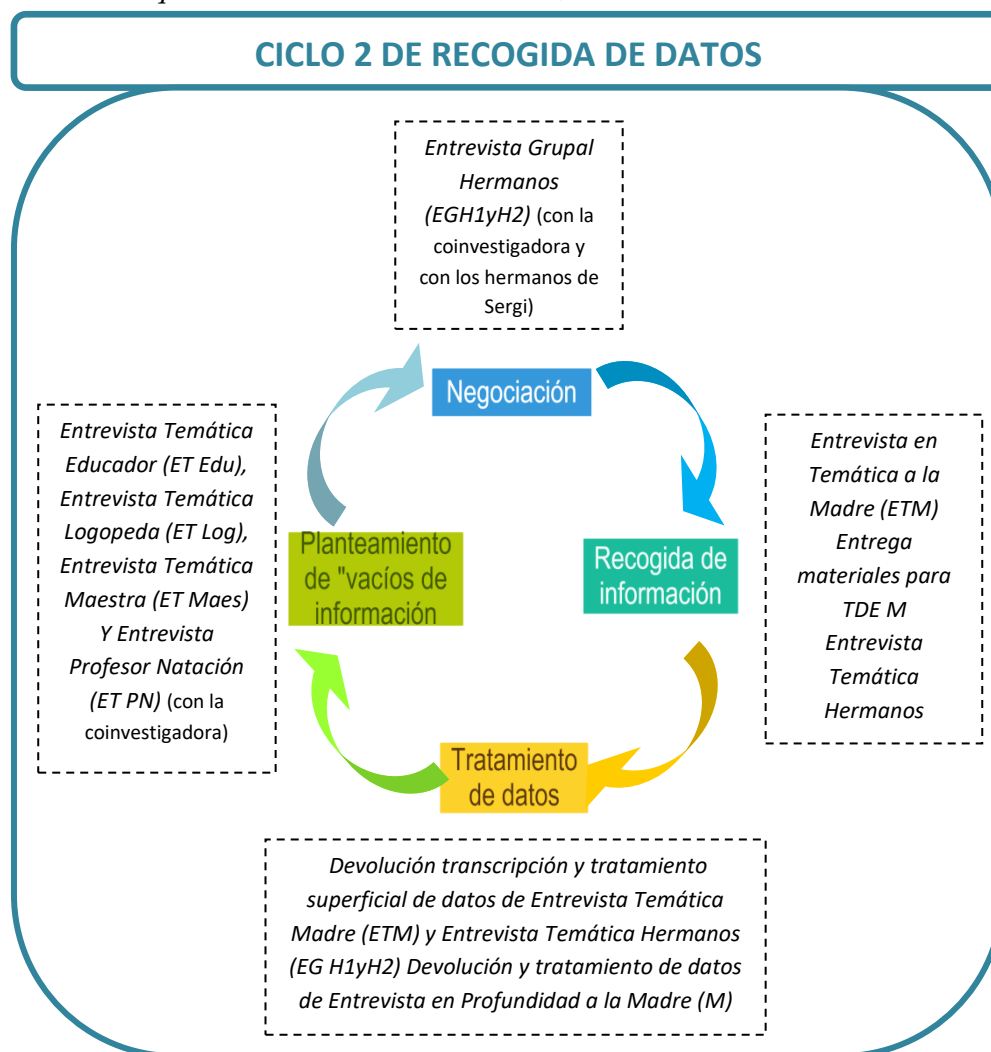 CICLO 2 DE RECOGIDA DE DATOS
Entrevista Grupal
Hermanos
(EGH1yH2) (con la
coinvestigadora y
con los hermanos de
Sergi)
Negociación
Entrevista Temática
Educador (ET Edu),
Entrevista Temática
Logopeda (ET Log),
Entrevista Temática
Maestra (ET Maes)
Y Entrevista
Profesor Natación
(ET PN) (con la
coinvestigadora)
Planteamiento
de "vacíos de
información
Recogida de
información
Entrevista en
Temática a la
Madre (ETM)
Entrega
materiales para
TDE M
Entrevista
Temática
Hermanos
Tratamiento
de datos
Devolución transcripción y tratamiento
superficial de datos de Entrevista Temática
Madre (ETM) y Entrevista Temática Hermanos
(EG H1yH2) Devolución y tratamiento de datos
de Entrevista en Profundidad a la Madre (M)